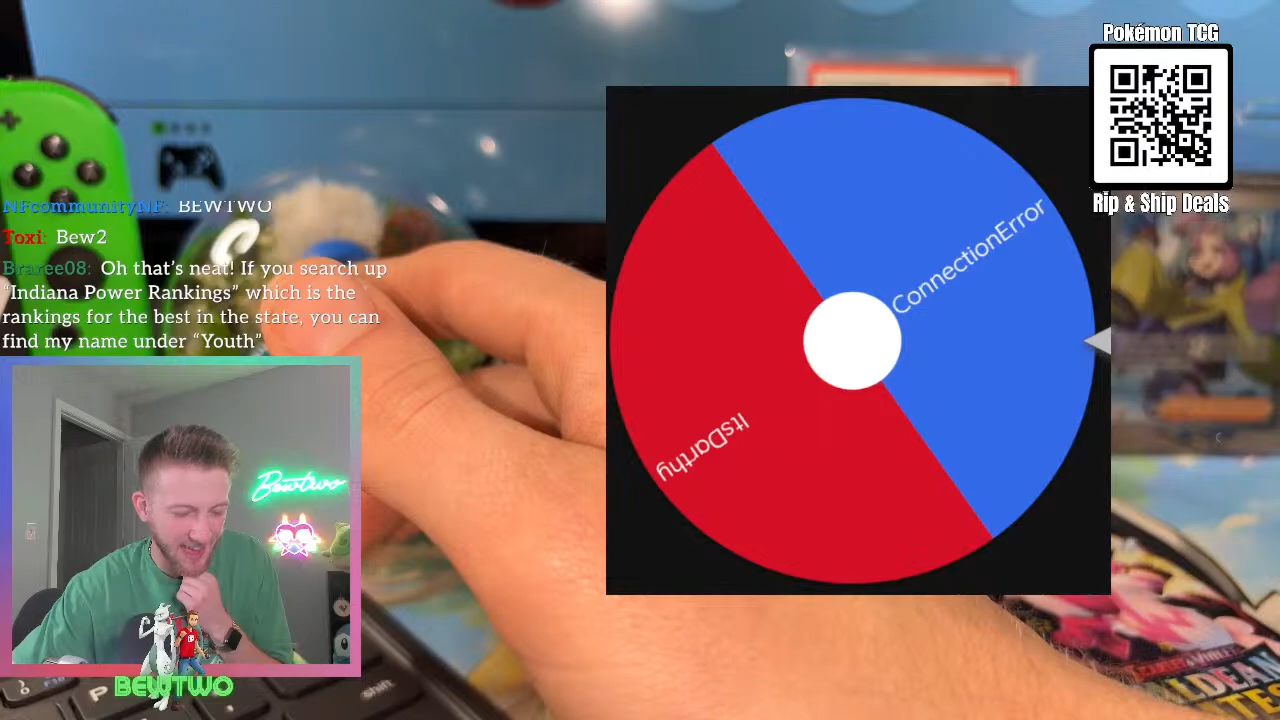 Pokémon TCG
Rip & Ship Deals
NFcommunityNF: BEWTWO
Toxi: Bew2
Braree08: Oh that's neat! If you search up
"Indiana Power Rankings" which is the
rankings for the best in the state, you can
find my name under "Youth"
ConnectionError
ItsDarthy
Bewtwo
BEWTWO
P
shift